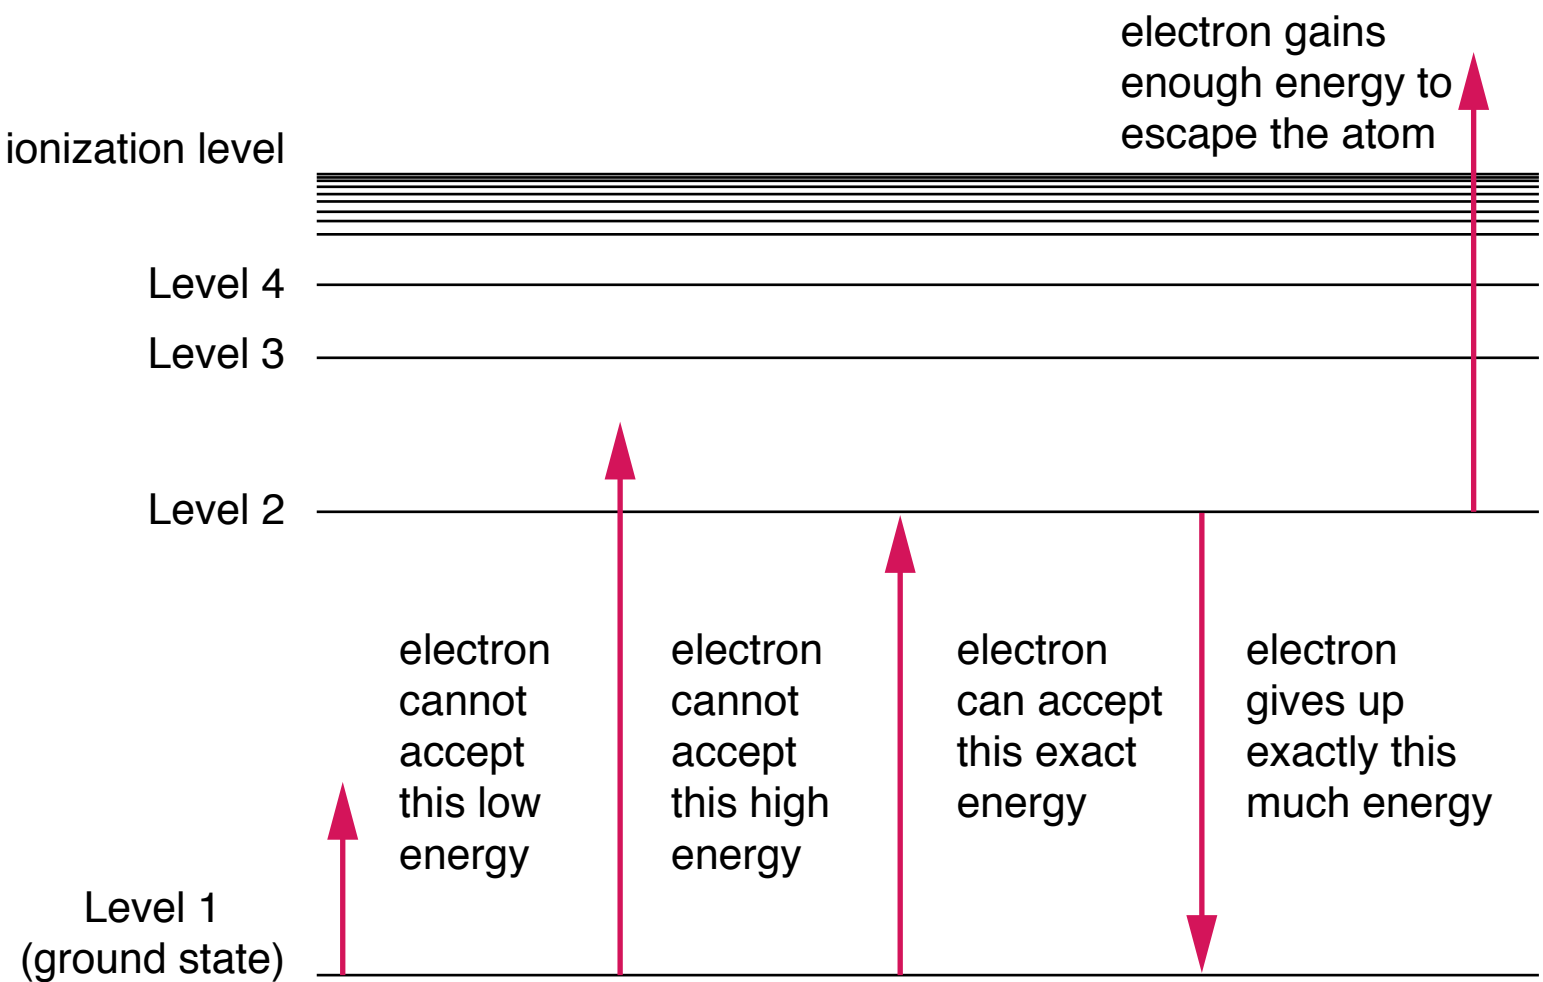 electron gains
enough energy to
escape the atom
ionization level
Level 4
Level 3
Level 2
electron
cannot
accept
this low
energy
electron
cannot
accept
this high
energy
electron
can accept
this exact
energy
electron
gives up
exactly this
much energy
Level 1
(ground state)